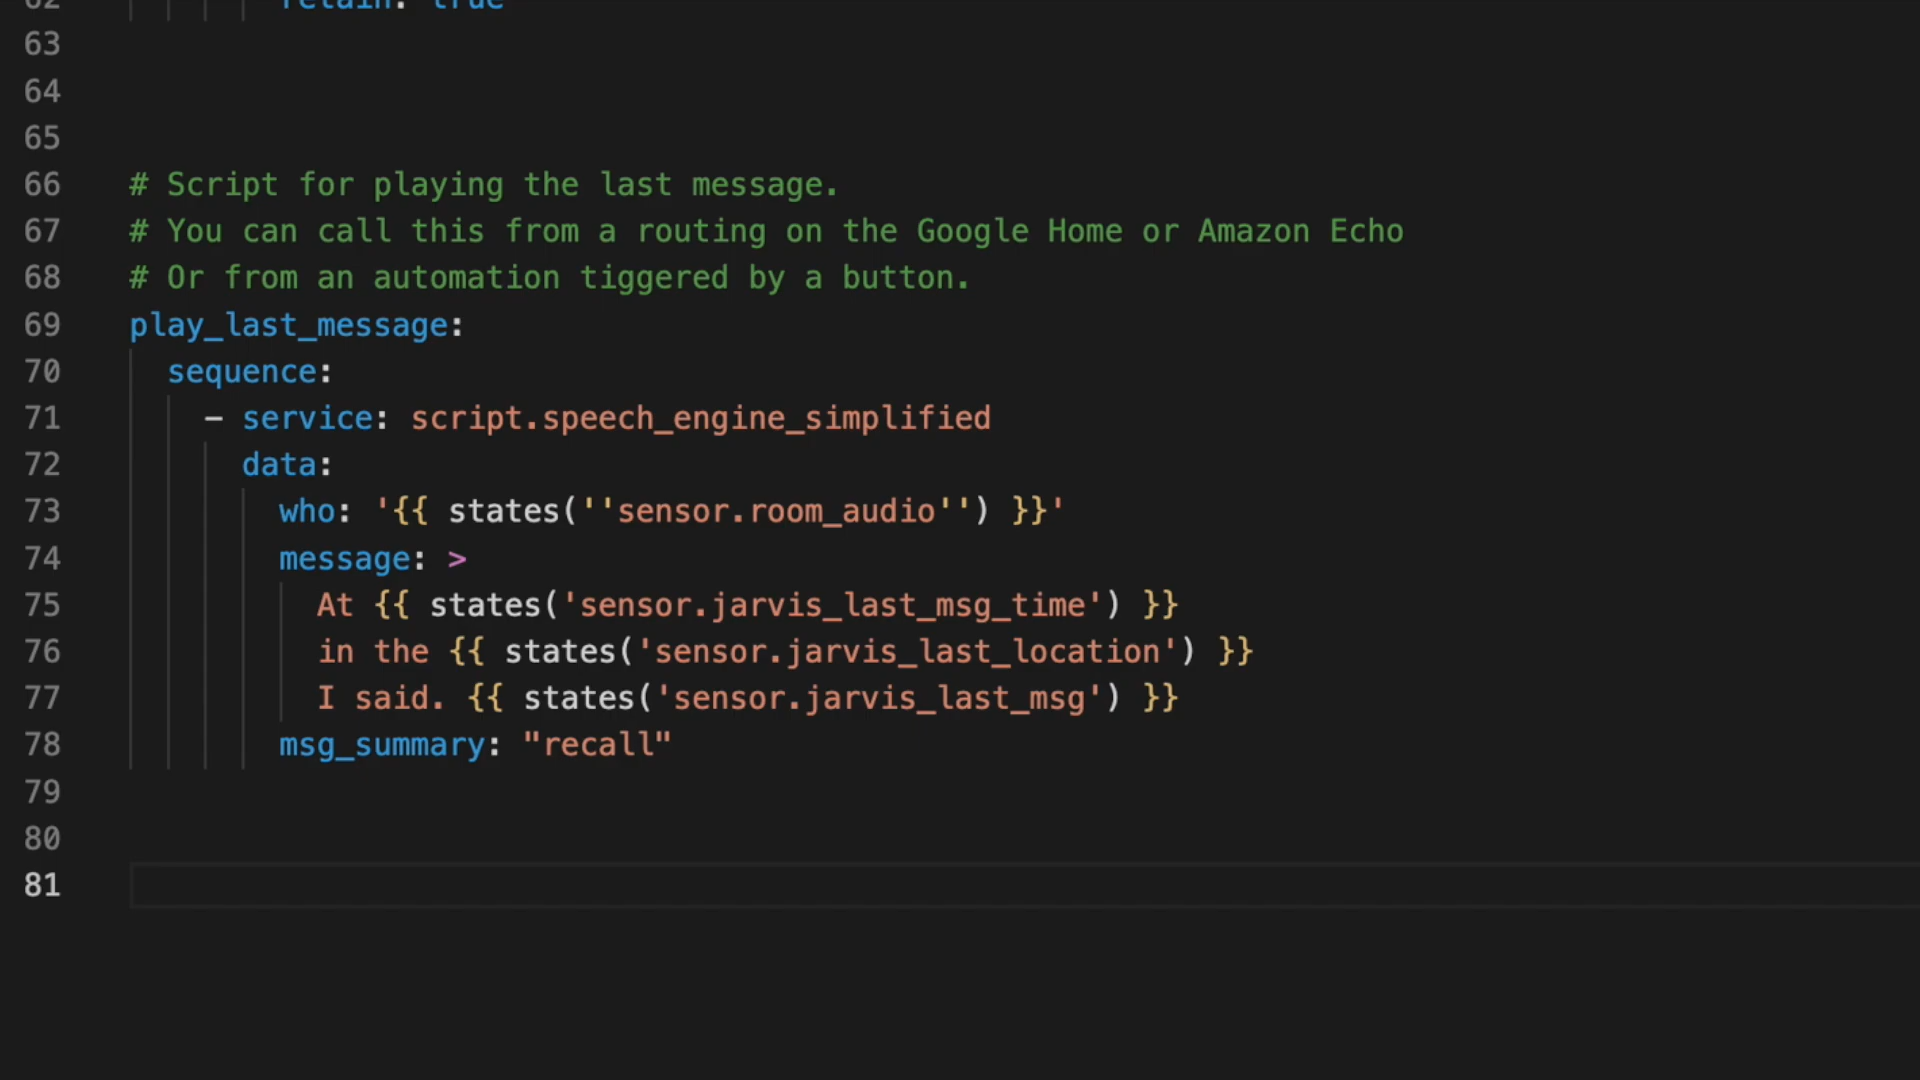 62 retain: true
63
64
65
66 # Script for playing the last message.
67 # You can call this from a routing on the Google Home or Amazon Echo
68 # Or from an automation tiggered by a button.
69 play_last_message:
70 sequence:
71 - service: script.speech_engine_simplified
72 data:
73 who: '{{ states(''sensor.room_audio'') }}'
74 message: >
75 At {{ states('sensor.jarvis_last_msg_time') }}
76 in the {{ states('sensor.jarvis_last_location') }}
77 I said. {{ states('sensor.jarvis_last_msg') }}
78 msg_summary: "recall"
79
80
81